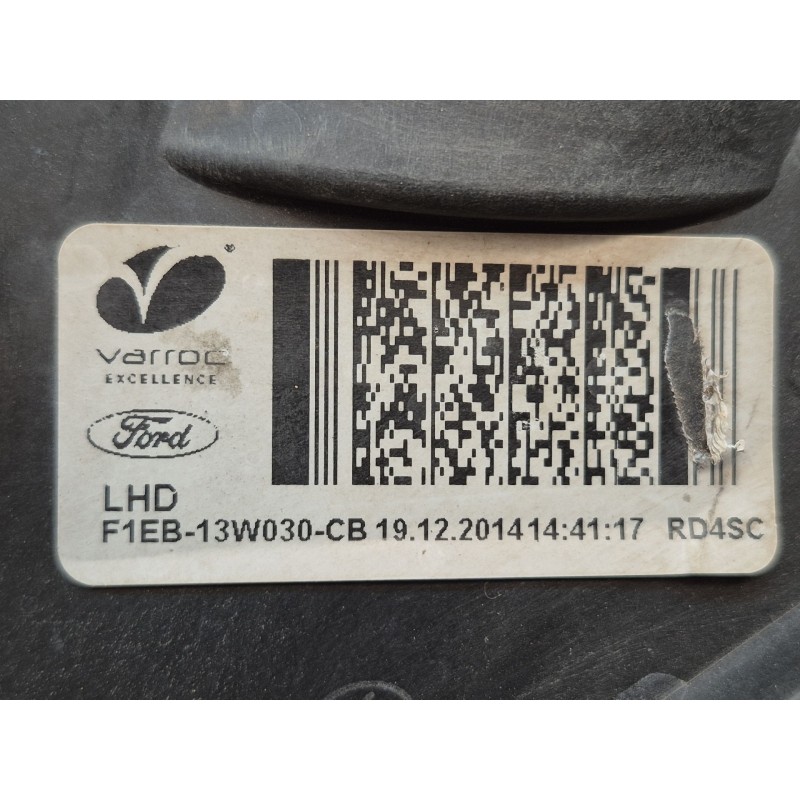 varroc
EXCELLENCE
Ford
LHD
F1EB-13W030-CB 19.12.2014 14:41:17 RD4SC